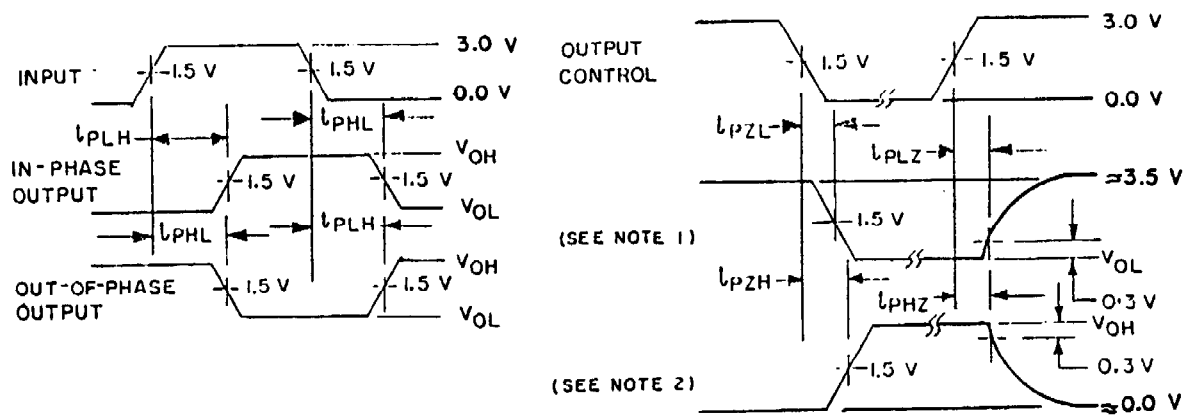 INPUT
1.5 V
1.5 V
3.0 V
0.0 V
tPLH
tPHL
IN-PHASE
OUTPUT
1.5 V
1.5 V
VOH
VOL
tPHL
tPLH
OUT-OF-PHASE
OUTPUT
1.5 V
1.5 V
VOH
VOL
OUTPUT
CONTROL
1.5 V
1.5 V
3.0 V
0.0 V
tPZL
tPLZ
≈3.5 V
(SEE NOTE 1)
1.5 V
VOL
0.3 V
tPZH
tPHZ
VOH
0.3 V
(SEE NOTE 2)
1.5 V
≈0.0 V